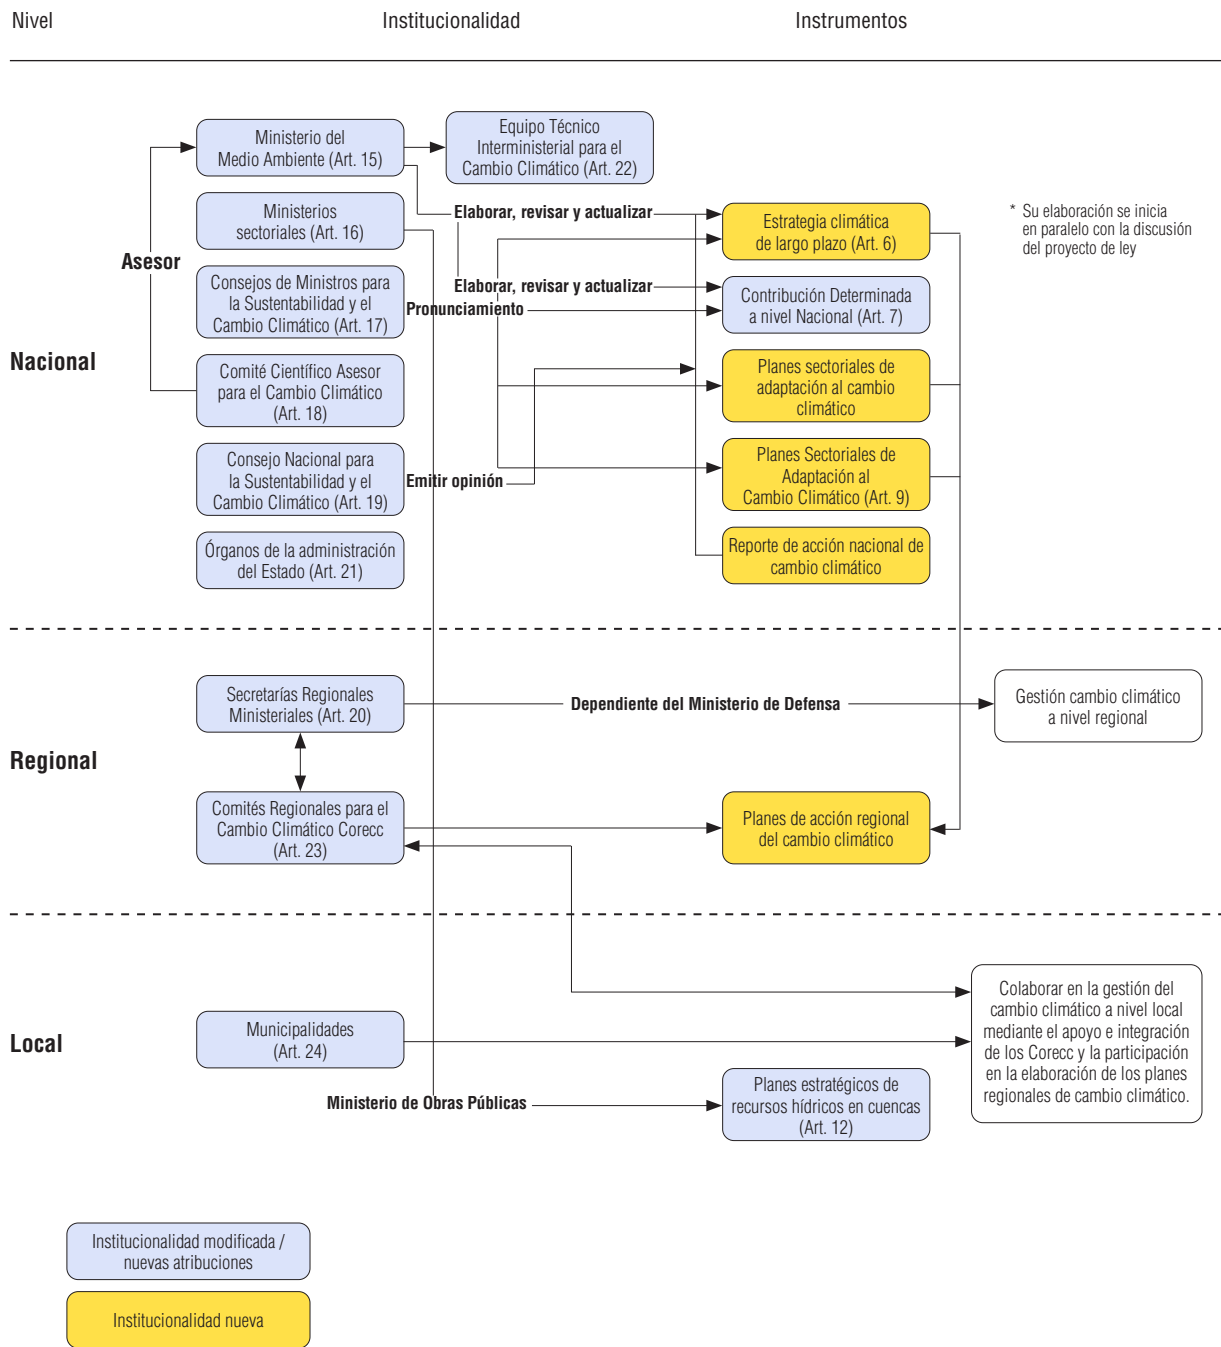 Nivel
Institucionalidad
Instrumentos
Ministerio del
Medio Ambiente (Art. 15)
Equipo Técnico
Interministerial para el
Cambio Climático (Art. 22)
Ministerios
sectoriales (Art. 16)
Elaborar, revisar y actualizar
Estrategia climática
de largo plazo (Art. 6)
* Su elaboración se inicia
en paralelo con la discusión
del proyecto de ley
Asesor
Consejos de Ministros para
la Sustentabilidad y el
Cambio Climático (Art. 17)
Elaborar, revisar y actualizar
Pronunciamiento
Contribución Determinada
a nivel Nacional (Art. 7)
Nacional
Comité Científico Asesor
para el Cambio Climático
(Art. 18)
Planes sectoriales de
adaptación al cambio
climático
Consejo Nacional para
la Sustentabilidad y el
Cambio Climático (Art. 19)
Emitir opinión
Planes Sectoriales de
Adaptación al
Cambio Climático (Art. 9)
Órganos de la administración
del Estado (Art. 21)
Reporte de acción nacional de
cambio climático
Secretarías Regionales
Ministeriales (Art. 20)
Dependiente del Ministerio de Defensa
Gestión cambio climático
a nivel regional
Regional
Comités Regionales para el
Cambio Climático Corecc
(Art. 23)
Planes de acción regional
del cambio climático
Local
Municipalidades
(Art. 24)
Colaborar en la gestión del
cambio climático a nivel local
mediante el apoyo e integración
de los Corecc y la participación
en la elaboración de los planes
regionales de cambio climático.
Ministerio de Obras Públicas
Planes estratégicos de
recursos hídricos en cuencas
(Art. 12)
Institucionalidad modificada /
nuevas atribuciones
Institucionalidad nueva